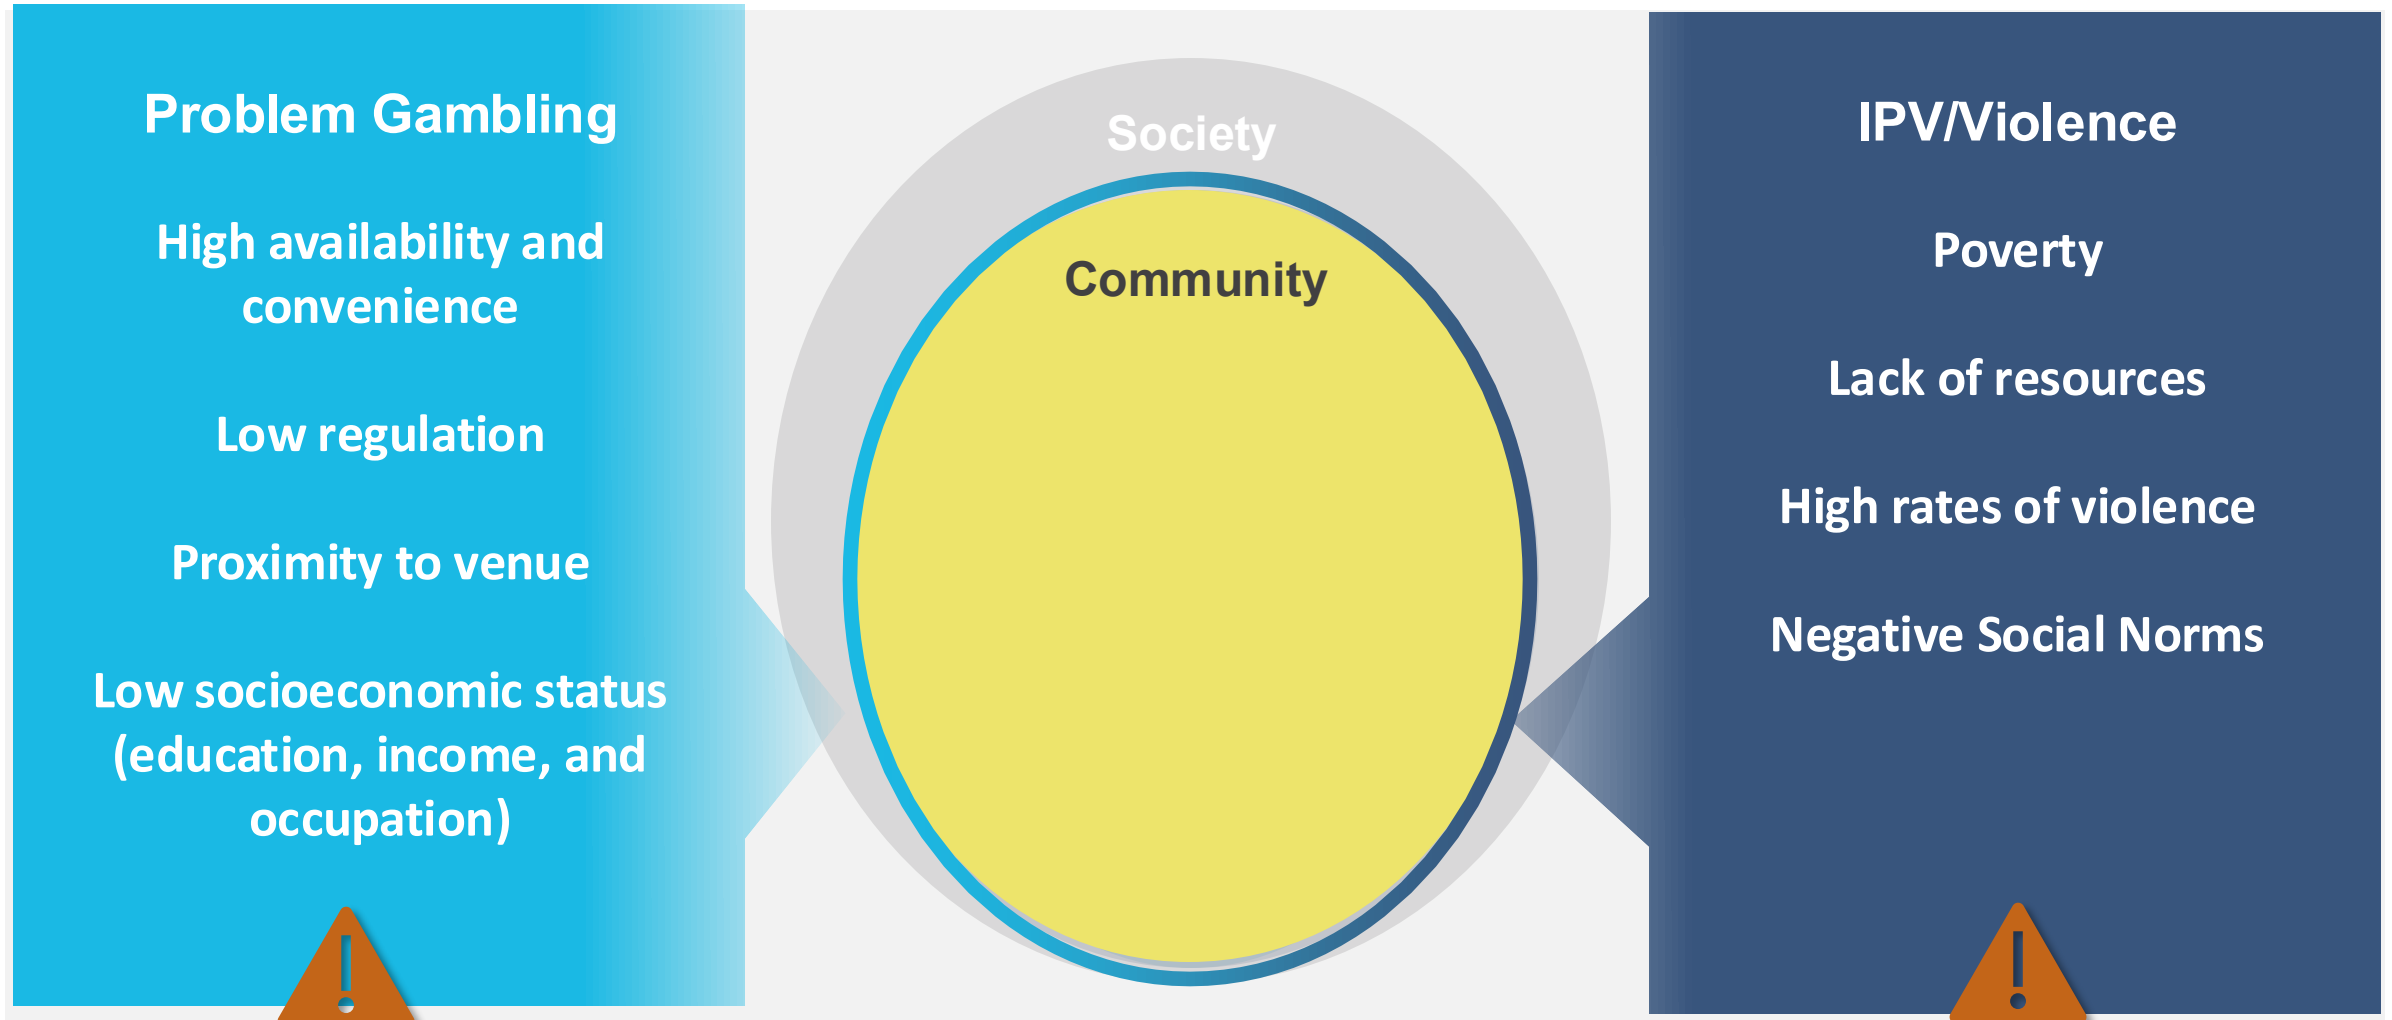 Problem Gambling
High availability and
convenience
Low regulation
Proximity to venue
Low socioeconomic status
(education, income, and
occupation)
Society
Community
IPV/Violence
Poverty
Lack of resources
High rates of violence
Negative Social Norms